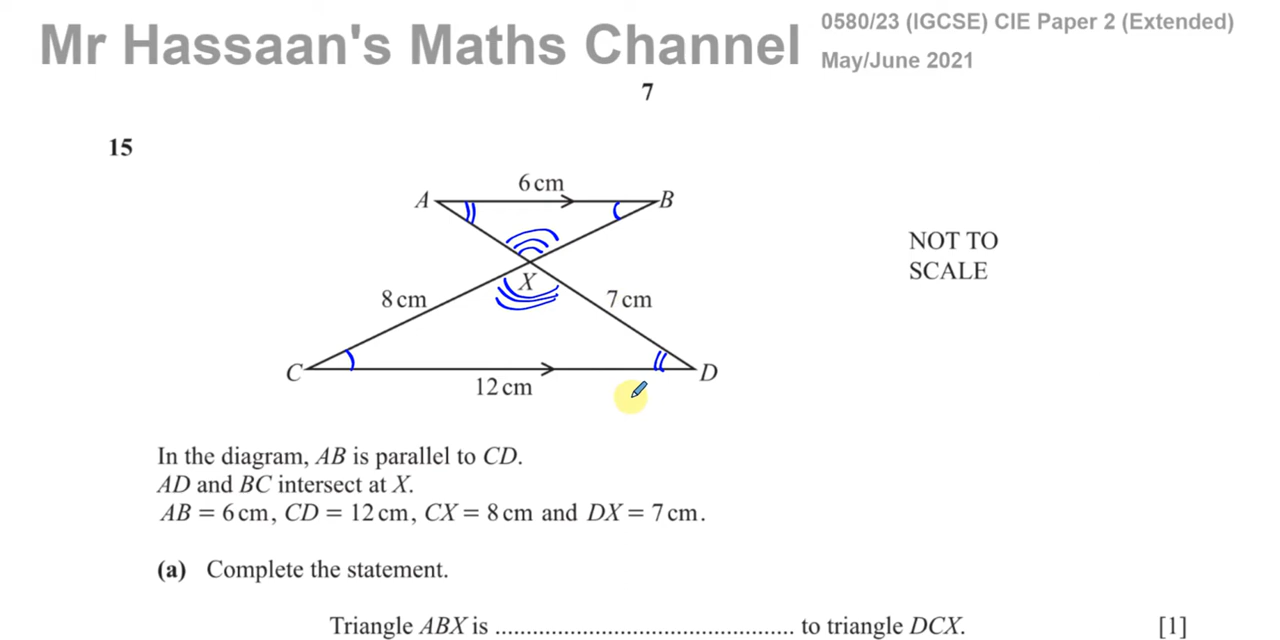 Mr Hassaan's Maths Channel
0580/23 (IGCSE) CIE Paper 2 (Extended)
May/June 2021
7
15
6 cm
A
B
NOT TO
SCALE
X
8 cm
7 cm
C
D
12 cm
In the diagram, AB is parallel to CD.
AD and BC intersect at X.
AB = 6 cm, CD = 12 cm, CX = 8 cm and DX = 7 cm.
(a) Complete the statement.
Triangle ABX is .......................................... to triangle DCX. [1]